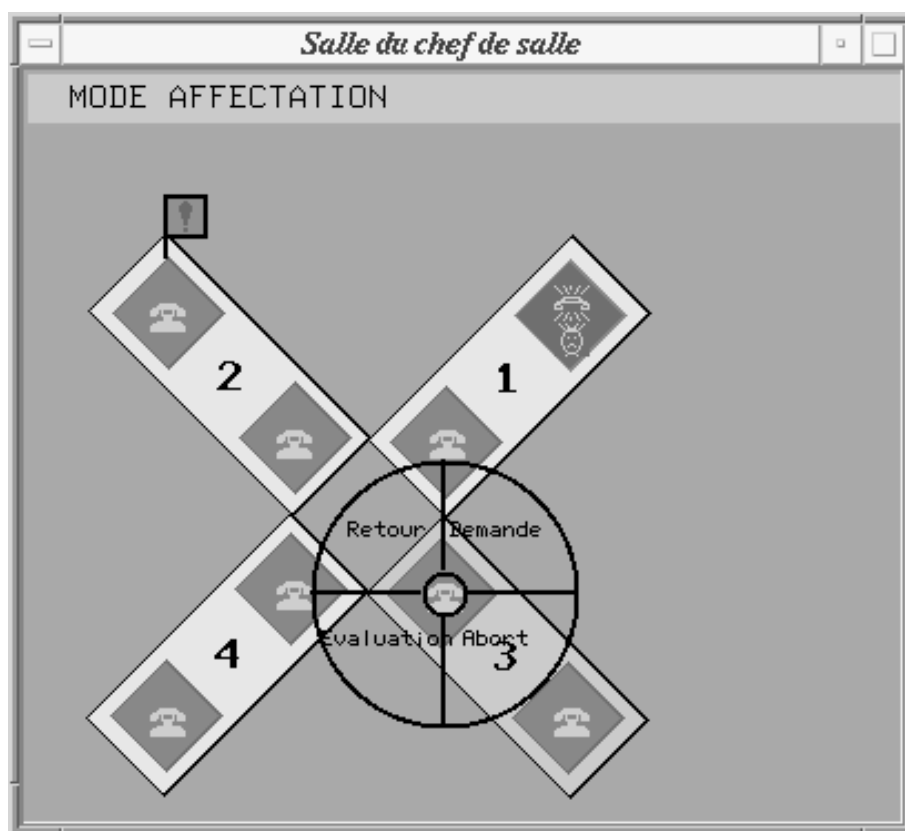 Salle du chef de salle
MODE AFFECTATION
!
2
1
Retour Demande
Evaluation Abort
4
3